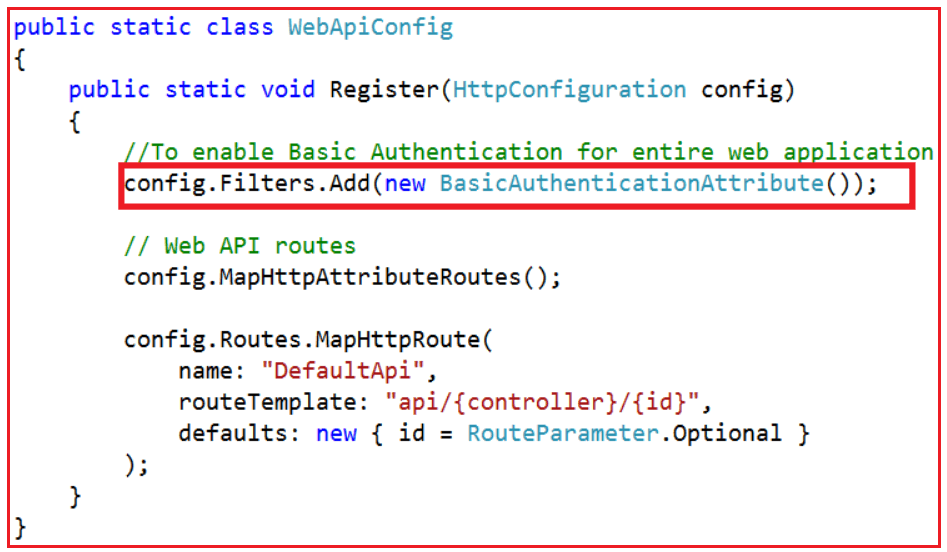 public static class WebApiConfig
{
    public static void Register(HttpConfiguration config)
    {
        //To enable Basic Authentication for entire web application
        config.Filters.Add(new BasicAuthenticationAttribute());
        // Web API routes
        config.MapHttpAttributeRoutes();
        config.Routes.MapHttpRoute(
            name: "DefaultApi",
            routeTemplate: "api/{controller}/{id}",
            defaults: new { id = RouteParameter.Optional }
        );
    }
}